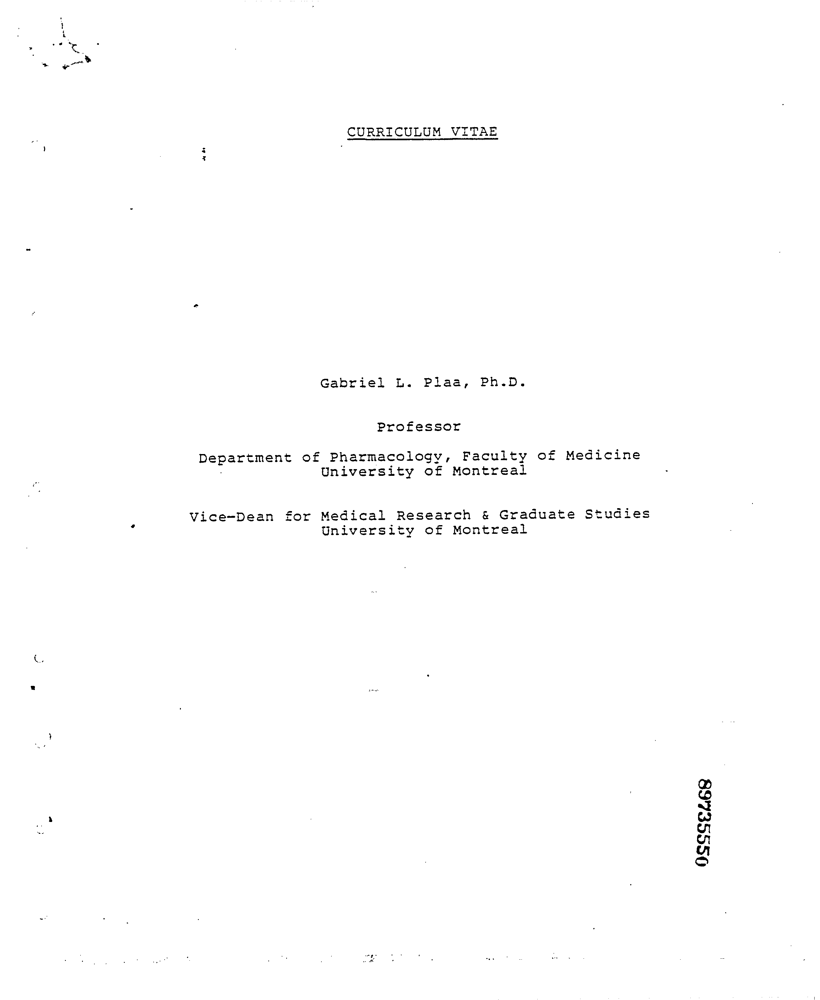 CURRICULUM VITAE
Gabriel L. Plaa, Ph.D.
Professor
Department of Pharmacology, Faculty of Medicine
University of Montreal
Vice-Dean for Medical Research & Graduate Studies
University of Montreal
89735550